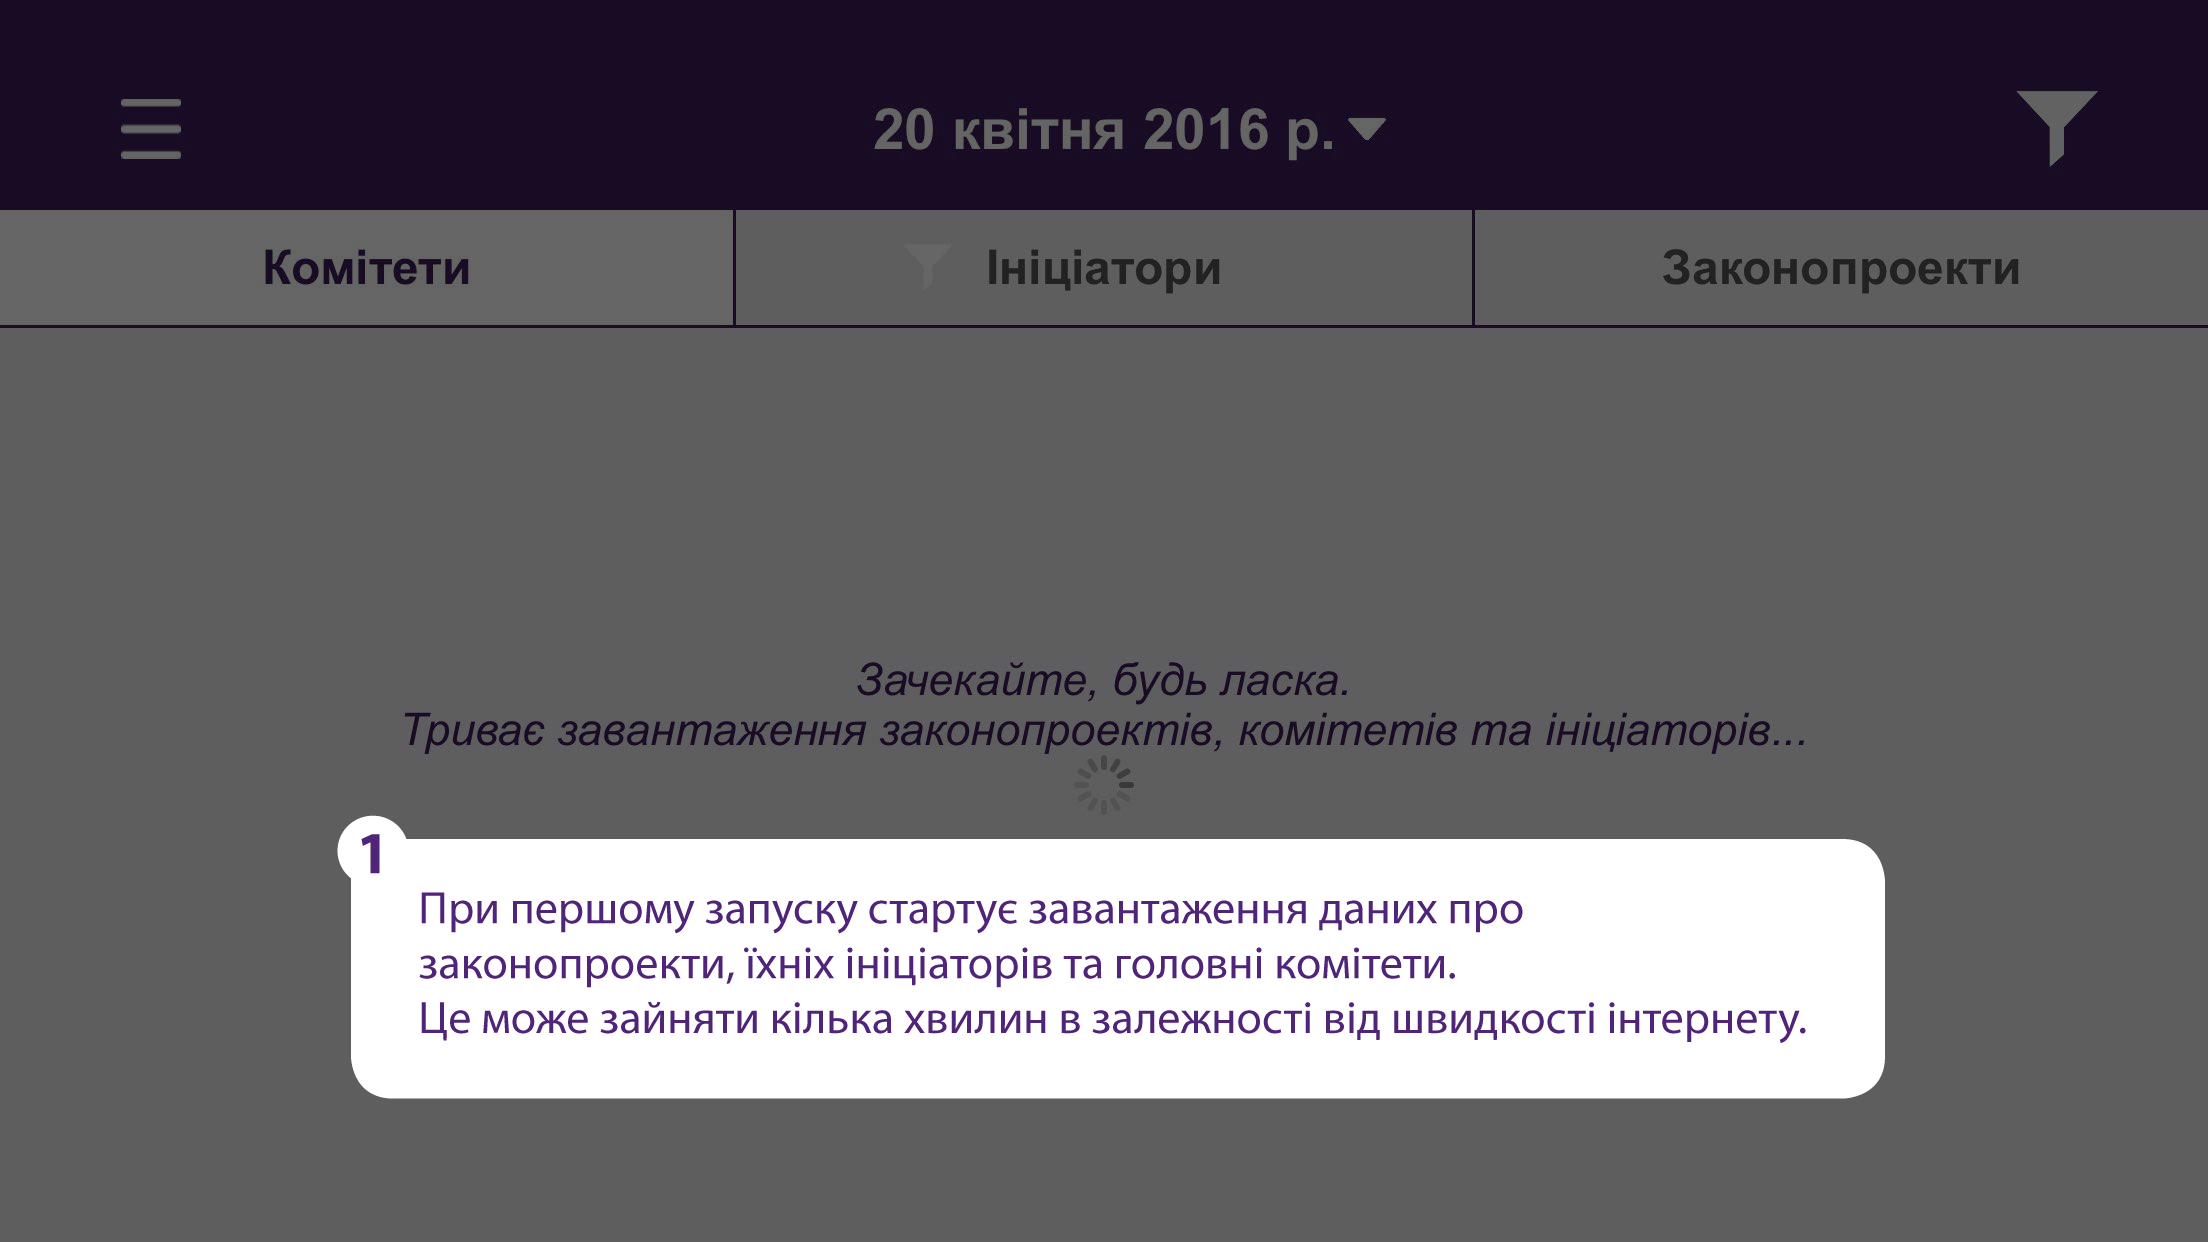 20 квітня 2016 р.
Комітети
Ініціатори
Законопроекти
Зачекайте, будь ласка.
Триває завантаження законопроектів, комітетів та ініціаторів...
1
При першому запуску стартує завантаження даних про
законопроекти, їхніх ініціаторів та головні комітети.
Це може зайняти кілька хвилин в залежності від швидкості інтернету.